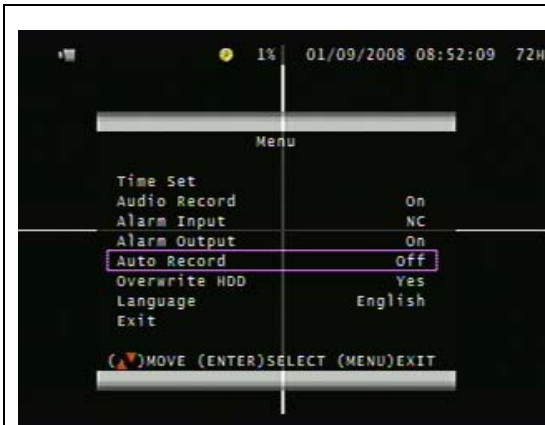 1% 01/09/2008 08:52:09 72H
Menu
Time Set
Audio Record On
Alarm Input NC
Alarm Output On
Auto Record Off
Overwrite HDD Yes
Language English
Exit
(▲▼)MOVE (ENTER)SELECT (MENU)EXIT